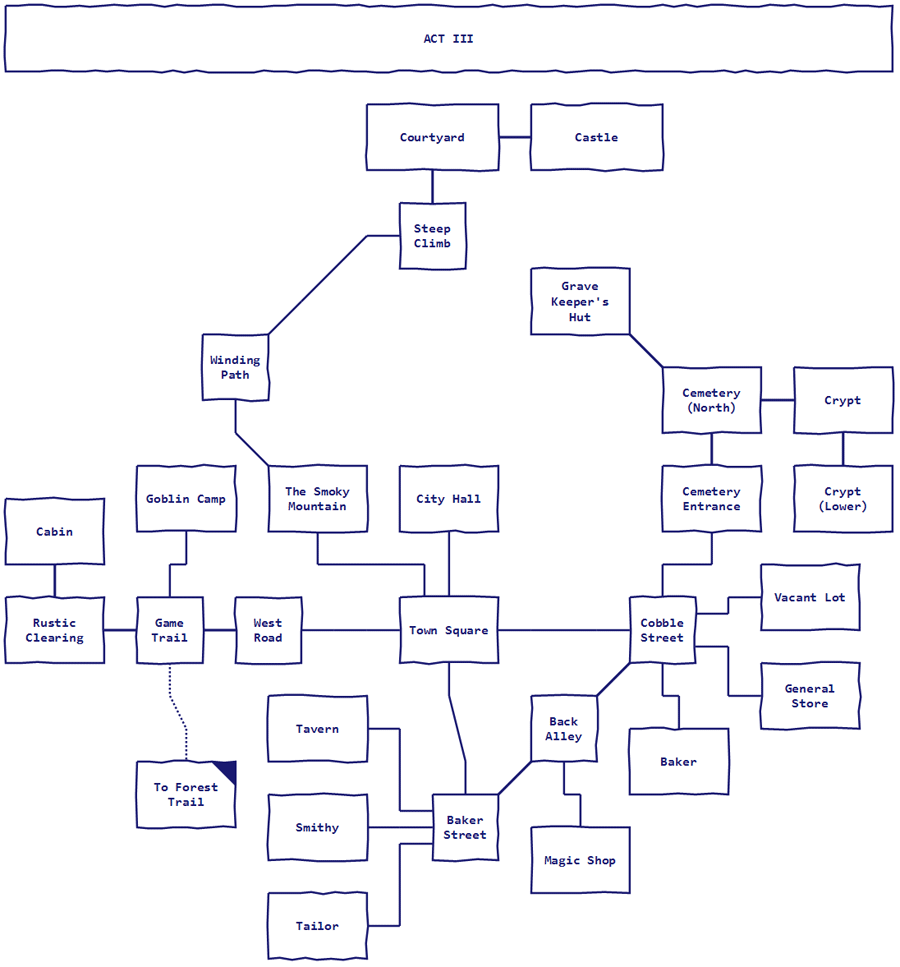 ACT III
Courtyard
Castle
Steep
Climb
Grave
Keeper's
Hut
Winding
Path
Cemetery
(North)
Crypt
Goblin Camp
The Smoky
Mountain
City Hall
Cemetery
Entrance
Crypt
(Lower)
Cabin
Rustic
Clearing
Game
Trail
West
Road
Town Square
Cobble
Street
Vacant Lot
General
Store
Tavern
Back
Alley
Baker
To Forest
Trail
Smithy
Baker
Street
Magic Shop
Tailor